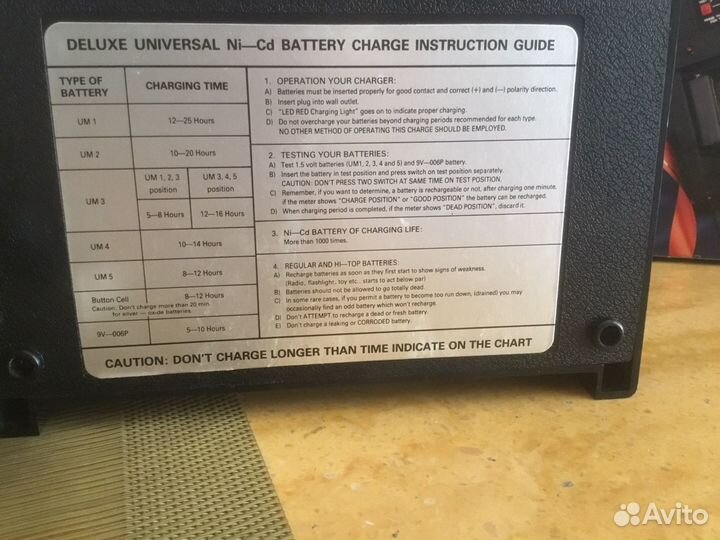 DELUXE UNIVERSAL Ni—Cd BATTERY CHARGE INSTRUCTION GUIDE
TYPE OF BATTERY
CHARGING TIME
UM 1
12—25 Hours
UM 2
10—20 Hours
UM 3
UM 1, 2, 3 position
UM 3, 4, 5 position
5—8 Hours
12—16 Hours
UM 4
10—14 Hours
UM 5
8—12 Hours
Button Cell
8—12 Hours
Caution: Don't charge more than 20 min.
for silver — oxide batteries.
9V—006P
5—10 Hours
1. OPERATION YOUR CHARGER:
A) Batteries must be inserted properly for good contact and correct (+) and (—) polarity direction.
B) Insert plug into wall outlet.
C) "LED RED Charging Light" goes on to indicate proper charging.
D) Do not overcharge your batteries beyond charging periods recommended for each type.
NO OTHER METHOD OF OPERATING THIS CHARGE SHOULD BE EMPLOYED.
2. TESTING YOUR BATTERIES:
A) Test 1.5 volt batteries (UM1, 2, 3, 4 and 5) and 9V—006P battery.
B) Insert the battery in test position and press switch on test position separately.
CAUTION: DON'T PRESS TWO SWITCH AT SAME TIME ON TEST POSITION.
C) Remember, if you want to determine, a battery is rechargeable or not, after charging one minute,
if the meter shows "CHARGE POSITION" or "GOOD POSITION" the battery can be recharged.
D) When charging period is completed, if the meter shows "DEAD POSITION", discard it.
3. Ni—Cd BATTERY OF CHARGING LIFE:
More than 1000 times.
4. REGULAR AND HI—TOP BATTERIES:
A) Recharge batteries as soon as they first start to show signs of weakness.
(Radio, flashlight, toy etc.. starts to act below par)
B) Batteries should not be allowed to go totally dead.
C) In some rare cases, if you permit a battery to become too run down, (drained) you may
occasionally find an odd battery which won't recharge.
D) Don't ATTEMPT to recharge a dead or fresh battery.
E) Don't charge a leaking or CORRODED battery.
CAUTION: DON'T CHARGE LONGER THAN TIME INDICATE ON THE CHART
Avito